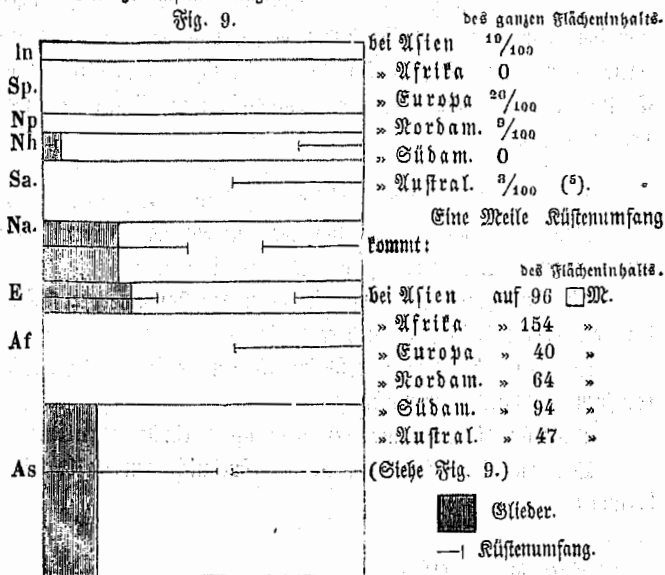 Fig. 9.
In
Sp.
Np
Nh
Sa.
Na.
E
Af
As
des ganzen Flächeninhalts.
bei Asien 19/100
» Afrika 0
» Europa 20/100
» Nordam. 9/100
» Südam. 0
» Austral. 3/100 (5).
Eine Meile Küstenumfang
kommt:
des Flächeninhalts.
bei Asien auf 96 □M.
» Afrika » 154 »
» Europa » 40 »
» Nordam. » 64 »
» Südam. » 94 »
» Austral. » 47 »
(Siehe Fig. 9.)
Glieder.
Küstenumfang.